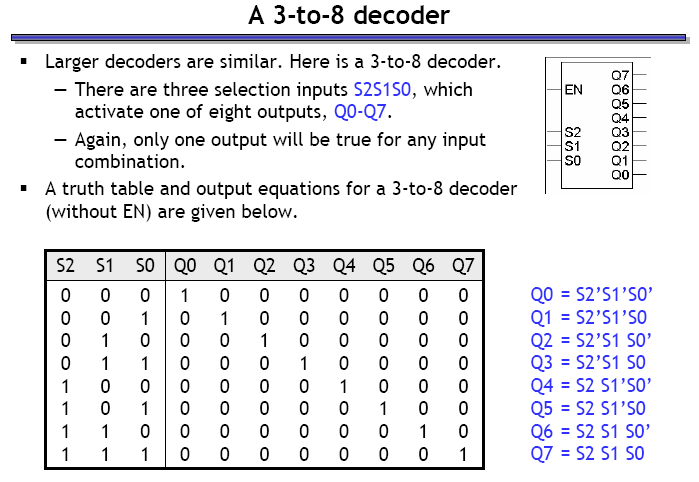 A 3-to-8 decoder
▪ Larger decoders are similar. Here is a 3-to-8 decoder.
— There are three selection inputs S2S1S0, which
activate one of eight outputs, Q0-Q7.
— Again, only one output will be true for any input
combination.
▪ A truth table and output equations for a 3-to-8 decoder
(without EN) are given below.
Q7
EN Q6
Q5
Q4
S2 Q3
S1 Q2
S0 Q1
Q0
S2 S1 S0 Q0 Q1 Q2 Q3 Q4 Q5 Q6 Q7
0 0 0 1 0 0 0 0 0 0 0
0 0 1 0 1 0 0 0 0 0 0
0 1 0 0 0 1 0 0 0 0 0
0 1 1 0 0 0 1 0 0 0 0
1 0 0 0 0 0 0 1 0 0 0
1 0 1 0 0 0 0 0 1 0 0
1 1 0 0 0 0 0 0 0 1 0
1 1 1 0 0 0 0 0 0 0 1
Q0 = S2’S1’S0’
Q1 = S2’S1’S0
Q2 = S2’S1 S0’
Q3 = S2’S1 S0
Q4 = S2 S1’S0’
Q5 = S2 S1’S0
Q6 = S2 S1 S0’
Q7 = S2 S1 S0